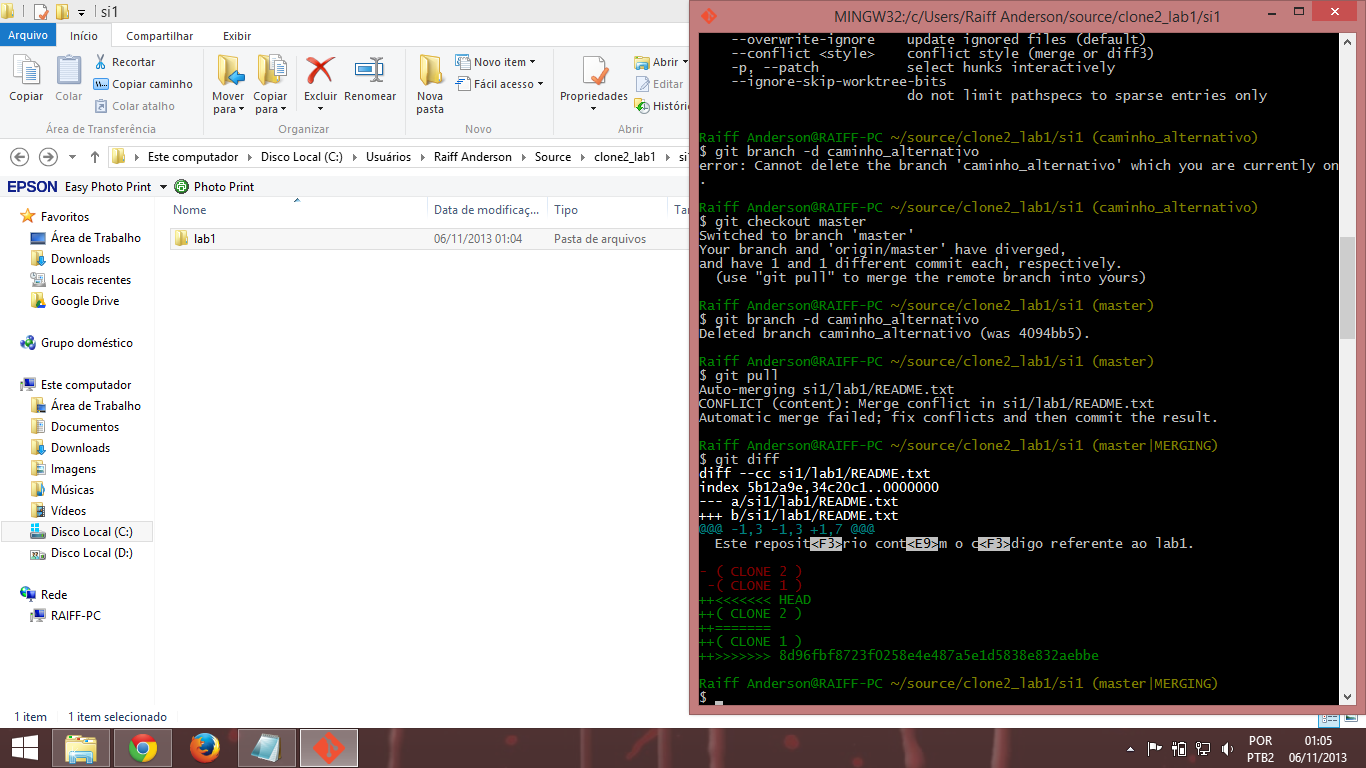 si1
Arquivo Início Compartilhar Exibir
Copiar
Colar
Recortar
Copiar caminho
Colar atalho
Mover para
Copiar para
Excluir
Renomear
Nova pasta
Novo item
Fácil acesso
Propriedades
Abrir
Editar
Históri
Área de Transferência
Organizar
Novo
Abrir
Este computador Disco Local (C:) Usuários Raiff Anderson Source clone2_lab1 si
EPSON Easy Photo Print Photo Print
Favoritos
Área de Trabalho
Downloads
Locais recentes
Google Drive
Grupo doméstico
Este computador
Área de Trabalho
Documentos
Downloads
Imagens
Músicas
Vídeos
Disco Local (C:)
Disco Local (D:)
Rede
RAIFF-PC
Nome Data de modificaç... Tipo Ta
lab1 06/11/2013 01:04 Pasta de arquivos
1 item 1 item selecionado
MINGW32:/c/Users/Raiff Anderson/source/clone2_lab1/si1
--overwrite-ignore update ignored files (default)
--conflict <style> conflict style (merge or diff3)
-p, --patch select hunks interactively
--ignore-skip-worktree-bits
do not limit pathspecs to sparse entries only
Raiff Anderson@RAIFF-PC ~/source/clone2_lab1/si1 (caminho_alternativo)
$ git branch -d caminho_alternativo
error: Cannot delete the branch 'caminho_alternativo' which you are currently on
.
Raiff Anderson@RAIFF-PC ~/source/clone2_lab1/si1 (caminho_alternativo)
$ git checkout master
Switched to branch 'master'
Your branch and 'origin/master' have diverged,
and have 1 and 1 different commit each, respectively.
(use "git pull" to merge the remote branch into yours)
Raiff Anderson@RAIFF-PC ~/source/clone2_lab1/si1 (master)
$ git branch -d caminho_alternativo
Deleted branch caminho_alternativo (was 4094bb5).
Raiff Anderson@RAIFF-PC ~/source/clone2_lab1/si1 (master)
$ git pull
Auto-merging si1/lab1/README.txt
CONFLICT (content): Merge conflict in si1/lab1/README.txt
Automatic merge failed; fix conflicts and then commit the result.
Raiff Anderson@RAIFF-PC ~/source/clone2_lab1/si1 (master|MERGING)
$ git diff
diff --cc si1/lab1/README.txt
index 5b12a9e,34c20c1..0000000
--- a/si1/lab1/README.txt
+++ b/si1/lab1/README.txt
@@@ -1,3 -1,3 +1,7 @@@
Este reposit<F3>rio cont<E9>m o c<F3>digo referente ao lab1.
- ( CLONE 2 )
-( CLONE 1 )
++<<<<<<< HEAD
++( CLONE 2 )
++=======
++( CLONE 1 )
++>>>>>>> 8d96fbf8723f0258e4e487a5e1d5838e832aebbe
Raiff Anderson@RAIFF-PC ~/source/clone2_lab1/si1 (master|MERGING)
$
POR
PTB2
01:05
06/11/2013